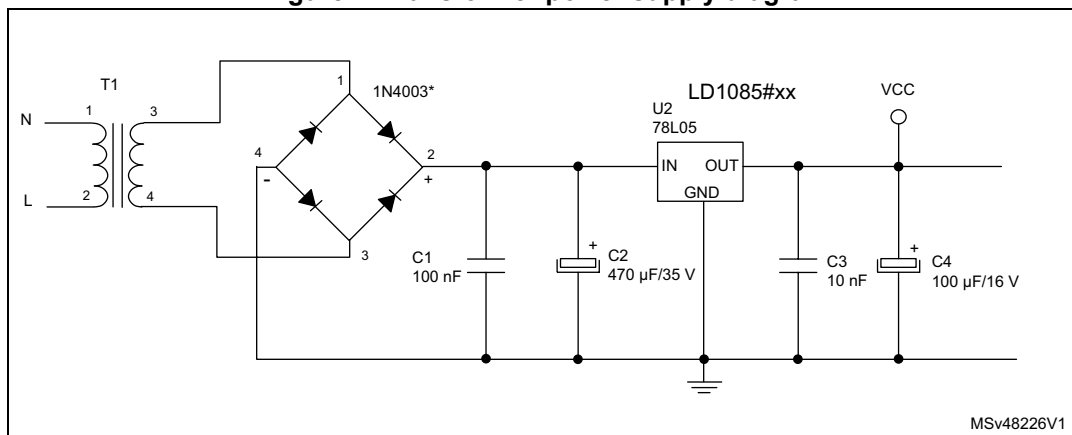 T1
N
L
1
2
3
4
1
1N4003*
4
-
2
+
3
C1
100 nF
+
C2
470 µF/35 V
LD1085#xx
U2
78L05
IN OUT
GND
VCC
C3
10 nF
+
C4
100 µF/16 V
MSv48226V1